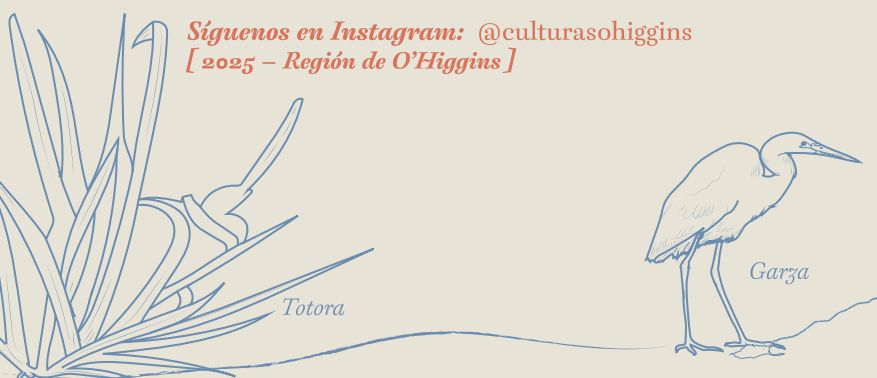 Síguenos en Instagram: @culturasohiggins
[ 2025 – Región de O’Higgins ]
Garza
Totora